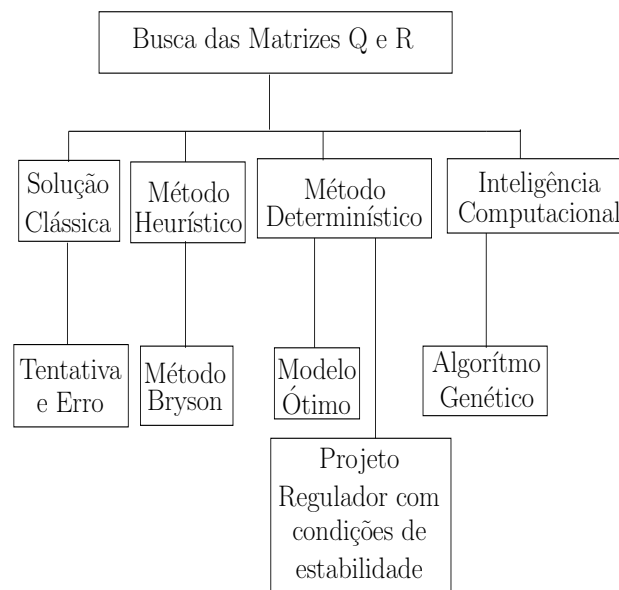 Busca das Matrizes Q e R
Solução
Clássica
Método
Heurístico
Método
Determinístico
Inteligência
Computacional
Tentativa
e Erro
Método
Bryson
Modelo
Ótimo
Algorítmo
Genético
Projeto
Regulador com
condições de
estabilidade